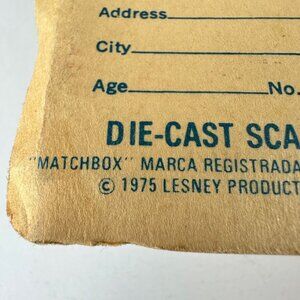 Address
City
Age No.
DIE-CAST SCA
"MATCHBOX" MARCA REGISTRADA
© 1975 LESNEY PRODUCT